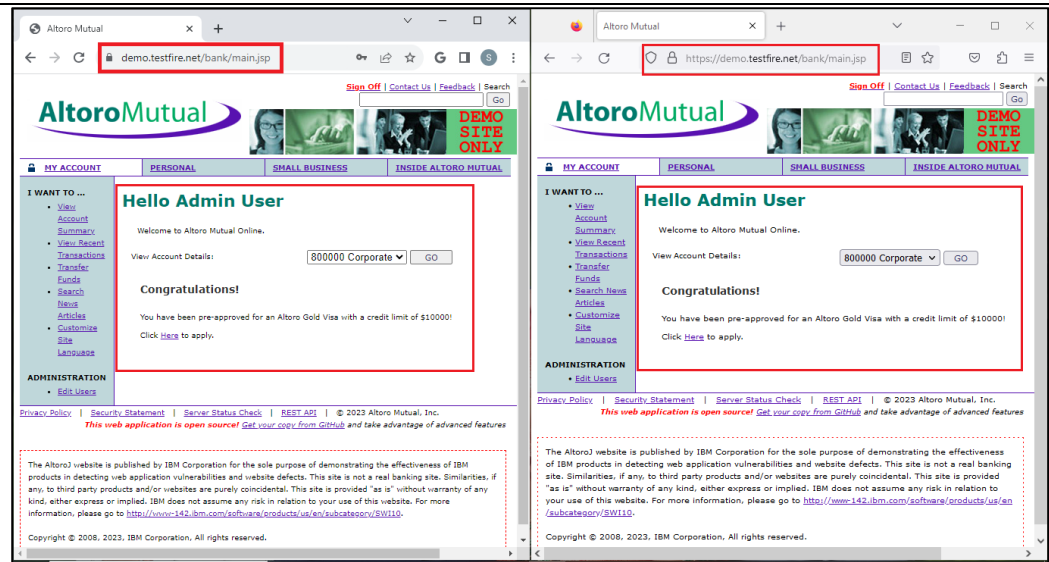 Altoro Mutual
demo.testfire.net/bank/main.jsp
G
S
Sign Off | Contact Us | Feedback | Search
Go
AltoroMutual
DEMO
SITE
ONLY
MY ACCOUNT
PERSONAL
SMALL BUSINESS
INSIDE ALTORO MUTUAL
I WANT TO ...
• View
Account
Summary
• View Recent
Transactions
• Transfer
Funds
• Search
News
Articles
• Customize
Site
Language
ADMINISTRATION
• Edit Users
Hello Admin User
Welcome to Altoro Mutual Online.
View Account Details:
800000 Corporate
GO
Congratulations!
You have been pre-approved for an Altoro Gold Visa with a credit limit of $10000!
Click Here to apply.
Privacy Policy | Security Statement | Server Status Check | REST API | © 2023 Altoro Mutual, Inc.
This web application is open source! Get your copy from GitHub and take advantage of advanced features
The AltoroJ website is published by IBM Corporation for the sole purpose of demonstrating the effectiveness of IBM
products in detecting web application vulnerabilities and website defects. This site is not a real banking site. Similarities, if
any, to third party products and/or websites are purely coincidental. This site is provided "as is" without warranty of any
kind, either express or implied. IBM does not assume any risk in relation to your use of this website. For more
information, please go to http://www-142.ibm.com/software/products/us/en/subcategory/SWI10.
Copyright © 2008, 2023, IBM Corporation, All rights reserved.
Altoro Mutual
https://demo.testfire.net/bank/main.jsp
Sign Off | Contact Us | Feedback | Search
Go
AltoroMutual
DEMO
SITE
ONLY
MY ACCOUNT
PERSONAL
SMALL BUSINESS
INSIDE ALTORO MUTUAL
I WANT TO ...
• View
Account
Summary
• View Recent
Transactions
• Transfer
Funds
• Search News
Articles
• Customize
Site
Language
ADMINISTRATION
• Edit Users
Hello Admin User
Welcome to Altoro Mutual Online.
View Account Details:
800000 Corporate
GO
Congratulations!
You have been pre-approved for an Altoro Gold Visa with a credit limit of $10000!
Click Here to apply.
Privacy Policy | Security Statement | Server Status Check | REST API | © 2023 Altoro Mutual, Inc.
This web application is open source! Get your copy from GitHub and take advantage of advanced features
The AltoroJ website is published by IBM Corporation for the sole purpose of demonstrating the effectiveness
of IBM products in detecting web application vulnerabilities and website defects. This site is not a real banking
site. Similarities, if any, to third party products and/or websites are purely coincidental. This site is provided
"as is" without warranty of any kind, either express or implied. IBM does not assume any risk in relation to
your use of this website. For more information, please go to http://www-142.ibm.com/software/products/us/en
/subcategory/SWI10.
Copyright © 2008, 2023, IBM Corporation, All rights reserved.